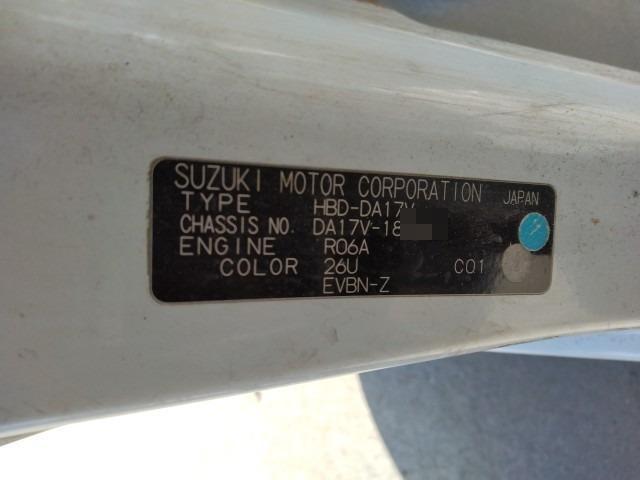 SUZUKI MOTOR CORPORATION JAPAN
TYPE HBD-DA17V
CHASSIS NO. DA17V-18
ENGINE R06A
COLOR 26U C01
EVBN-Z